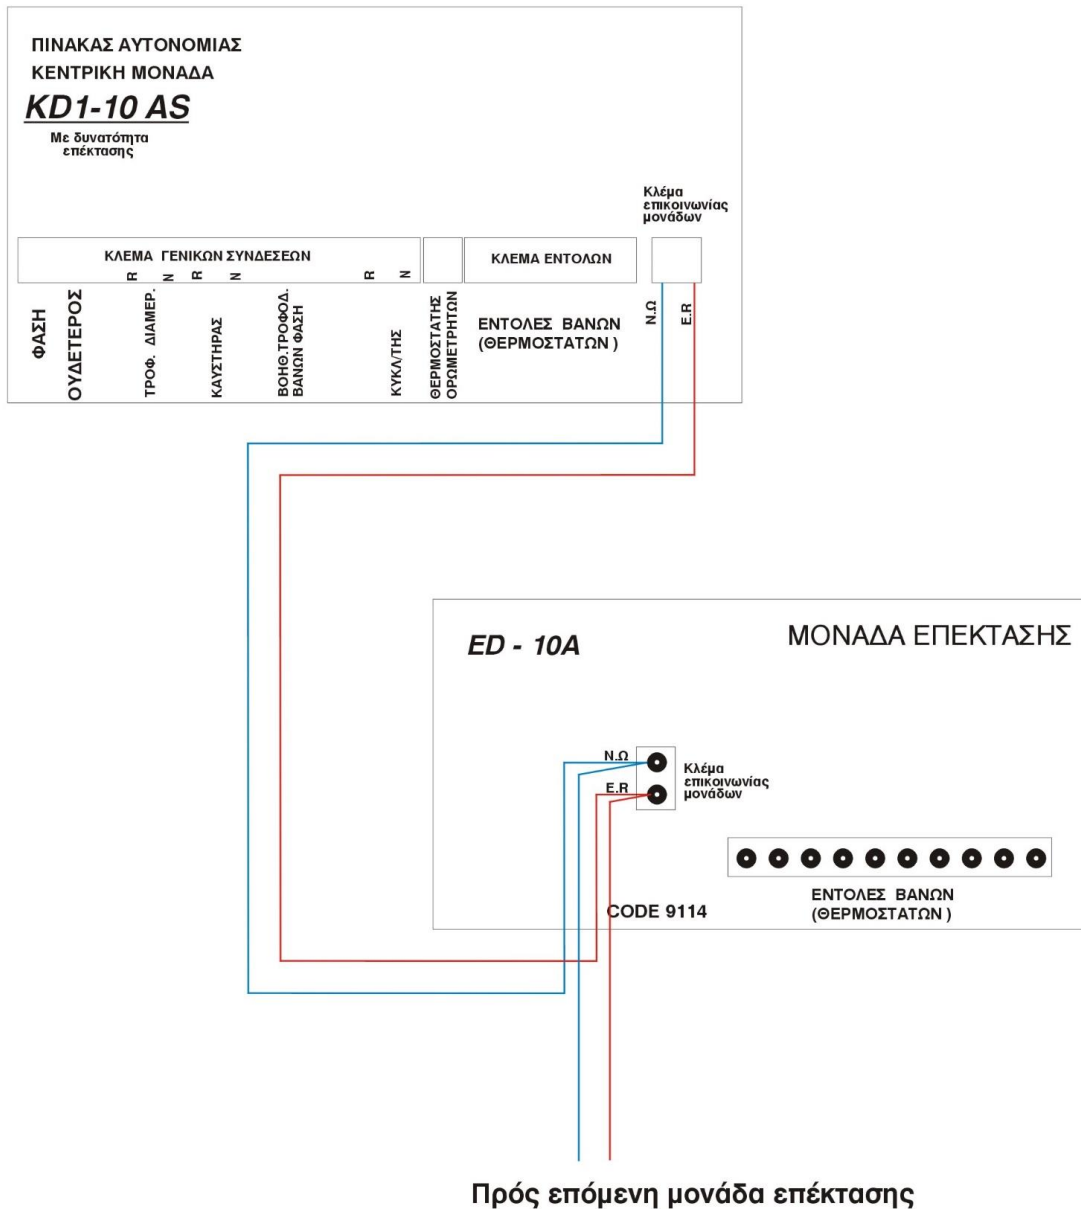 ΠΙΝΑΚΑΣ ΑΥΤΟΝΟΜΙΑΣ
ΚΕΝΤΡΙΚΗ ΜΟΝΑΔΑ
KD1-10 AS
Με δυνατότητα
επέκτασης
Κλέμα
επικοινωνίας
μονάδων
ΚΛΕΜΑ ΓΕΝΙΚΩΝ ΣΥΝΔΕΣΕΩΝ
R N R N R N
ΚΛΕΜΑ ΕΝΤΟΛΩΝ
ΦΑΣΗ
ΟΥΔΕΤΕΡΟΣ
ΤΡΟΦ. ΔΙΑΜΕΡ.
ΚΑΥΣΤΗΡΑΣ
ΒΟΗΘ.ΤΡΟΦΟΔ.
ΒΑΝΩΝ ΦΑΣΗ
ΚΥΚΛ/ΤΗΣ
ΘΕΡΜΟΣΤΑΤΗΣ
ΟΡΩΜΕΤΡΗΤΩΝ
ΕΝΤΟΛΕΣ ΒΑΝΩΝ
(ΘΕΡΜΟΣΤΑΤΩΝ )
N.Ω
E.R
ED - 10A
ΜΟΝΑΔΑ ΕΠΕΚΤΑΣΗΣ
N.Ω
E.R
Κλέμα
επικοινωνίας
μονάδων
ΕΝΤΟΛΕΣ ΒΑΝΩΝ
(ΘΕΡΜΟΣΤΑΤΩΝ )
CODE 9114
Πρός επόμενη μονάδα επέκτασης